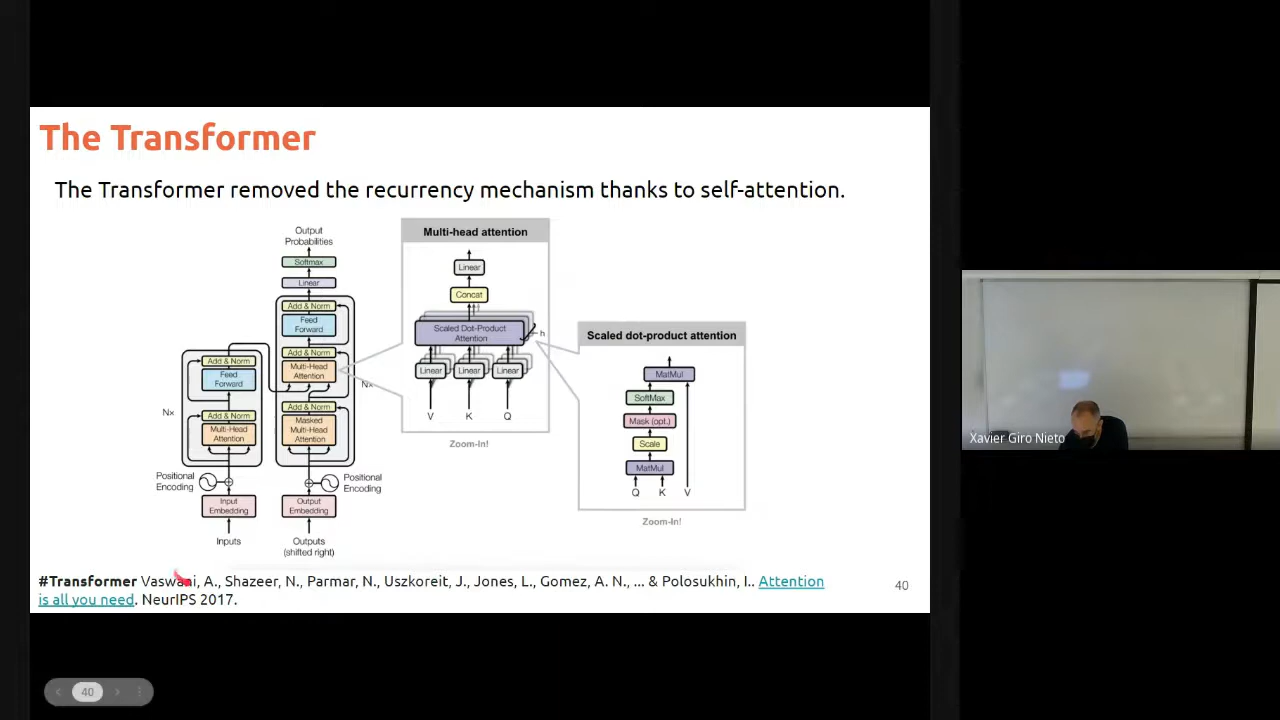 The Transformer
The Transformer removed the recurrency mechanism thanks to self-attention.
Output
Probabilities
Softmax
Linear
Add & Norm
Feed
Forward
Add & Norm
Multi-Head
Attention
Nx
Add & Norm
Masked
Multi-Head
Attention
Positional
Encoding
Output
Embedding
Outputs
(shifted right)
Add & Norm
Feed
Forward
Nx
Add & Norm
Multi-Head
Attention
Positional
Encoding
Input
Embedding
Inputs
Multi-head attention
Linear
Concat
Scaled Dot-Product
Attention
h
Linear
Linear
Linear
V
K
Q
Zoom-In!
Scaled dot-product attention
MatMul
SoftMax
Mask (opt.)
Scale
MatMul
Q
K
V
Zoom-In!
#Transformer Vaswani, A., Shazeer, N., Parmar, N., Uszkoreit, J., Jones, L., Gomez, A. N., ... & Polosukhin, I.. Attention
is all you need. NeurIPS 2017.
40
40
Xavier Giro Nieto